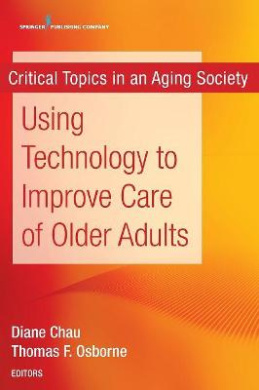 SPRINGER PUBLISHING COMPANY
Critical Topics in an Aging Society
Using
Technology to
Improve Care
of Older Adults
Diane Chau
Thomas F. Osborne
EDITORS